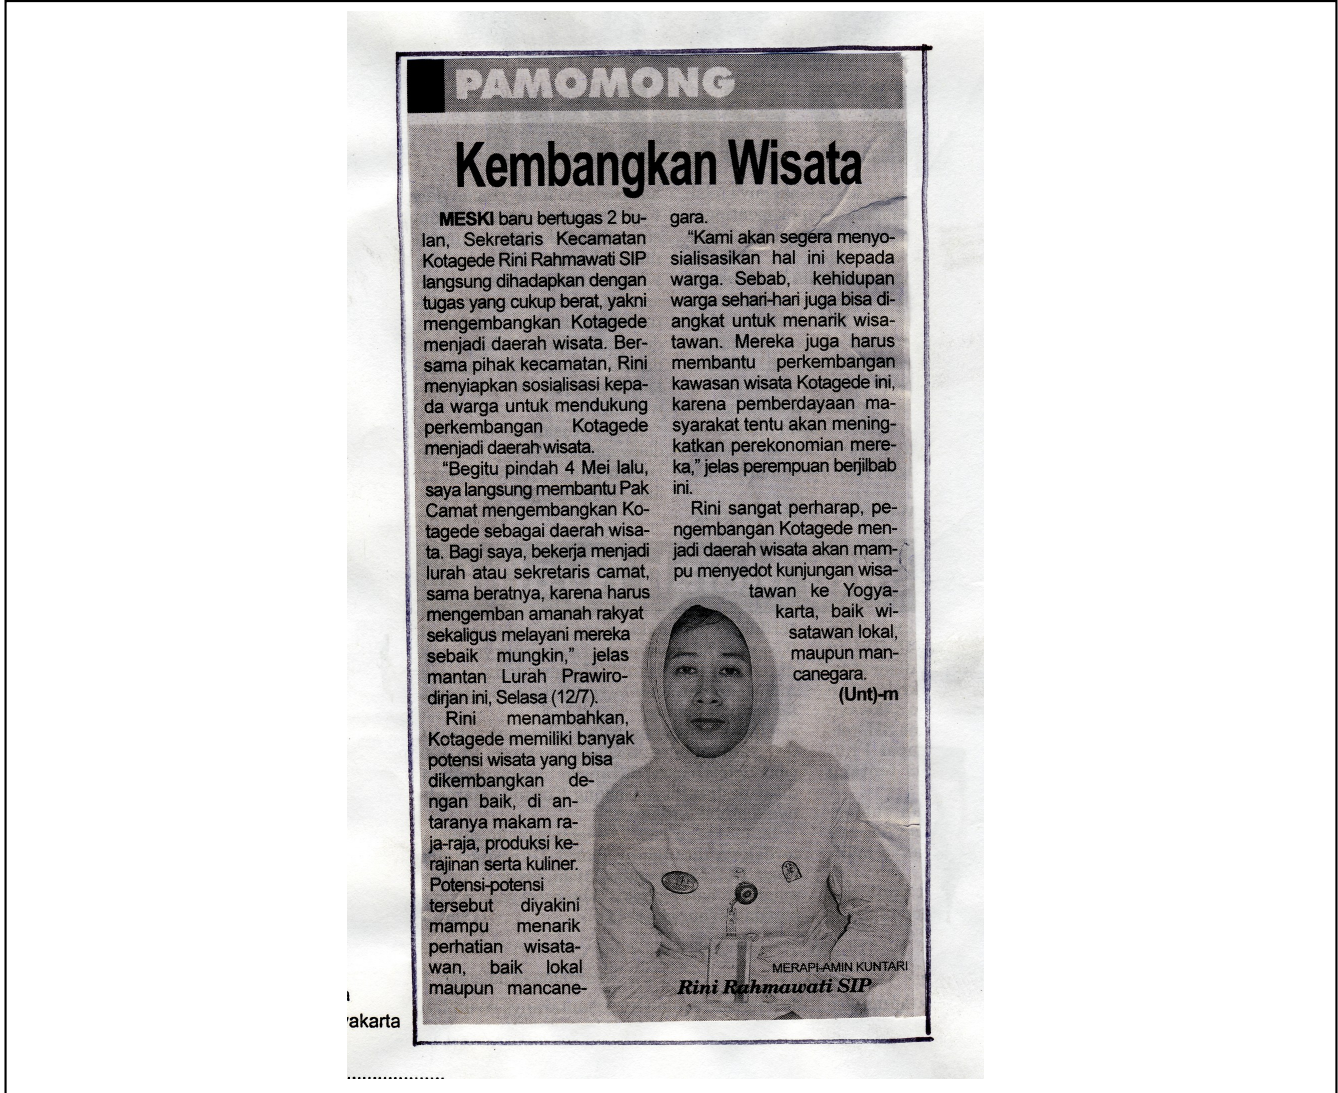 PAMOMONG
Kembangkan Wisata
MESKI baru bertugas 2 bu-
lan, Sekretaris Kecamatan
Kotagede Rini Rahmawati SIP
langsung dihadapkan dengan
tugas yang cukup berat, yakni
mengembangkan Kotagede
menjadi daerah wisata. Ber-
sama pihak kecamatan, Rini
menyiapkan sosialisasi kepa-
da warga untuk mendukung
perkembangan Kotagede
menjadi daerah wisata.
“Begitu pindah 4 Mei lalu,
saya langsung membantu Pak
Camat mengembangkan Ko-
tagede sebagai daerah wisa-
ta. Bagi saya, bekerja menjadi
lurah atau sekretaris camat,
sama beratnya, karena harus
mengemban amanah rakyat
sekaligus melayani mereka
sebaik mungkin,” jelas
mantan Lurah Prawiro-
dirjan ini, Selasa (12/7).
Rini menambahkan,
Kotagede memiliki banyak
potensi wisata yang bisa
dikembangkan de-
ngan baik, di an-
taranya makam ra-
ja-raja, produksi ke-
rajinan serta kuliner.
Potensi-potensi
tersebut diyakini
mampu menarik
perhatian wisata-
wan, baik lokal
maupun mancane-
gara.
“Kami akan segera menyo-
sialisasikan hal ini kepada
warga. Sebab, kehidupan
warga sehari-hari juga bisa di-
angkat untuk menarik wisa-
tawan. Mereka juga harus
membantu perkembangan
kawasan wisata Kotagede ini,
karena pemberdayaan ma-
syarakat tentu akan mening-
katkan perekonomian mere-
ka,” jelas perempuan berjilbab
ini.
Rini sangat perharap, pe-
ngembangan Kotagede men-
jadi daerah wisata akan mam-
pu menyedot kunjungan wisa-
tawan ke Yogya-
karta, baik wi-
satawan lokal,
maupun man-
canegara.
(Unt)-m
MERAPI-AMIN KUNTARI
Rini Rahmawati SIP
akarta